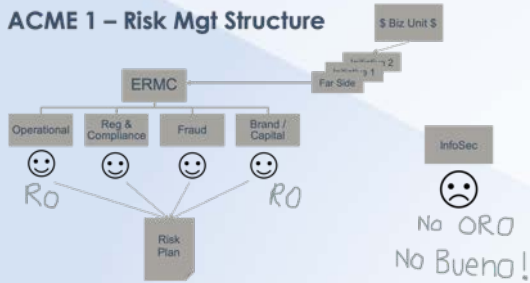 ACME 1 – Risk Mgt Structure
$ Biz Unit $
Initiative 2
Initiative 1
Far Side
ERMC
Operational
Reg &
Compliance
Fraud
Brand /
Capital
InfoSec
RO
RO
No ORO
No Bueno!
Risk
Plan